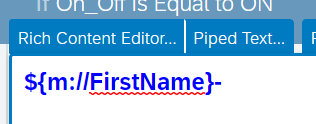 If On_Off Is Equal to ON
Rich Content Editor... Piped Text...
${m://FirstName}-